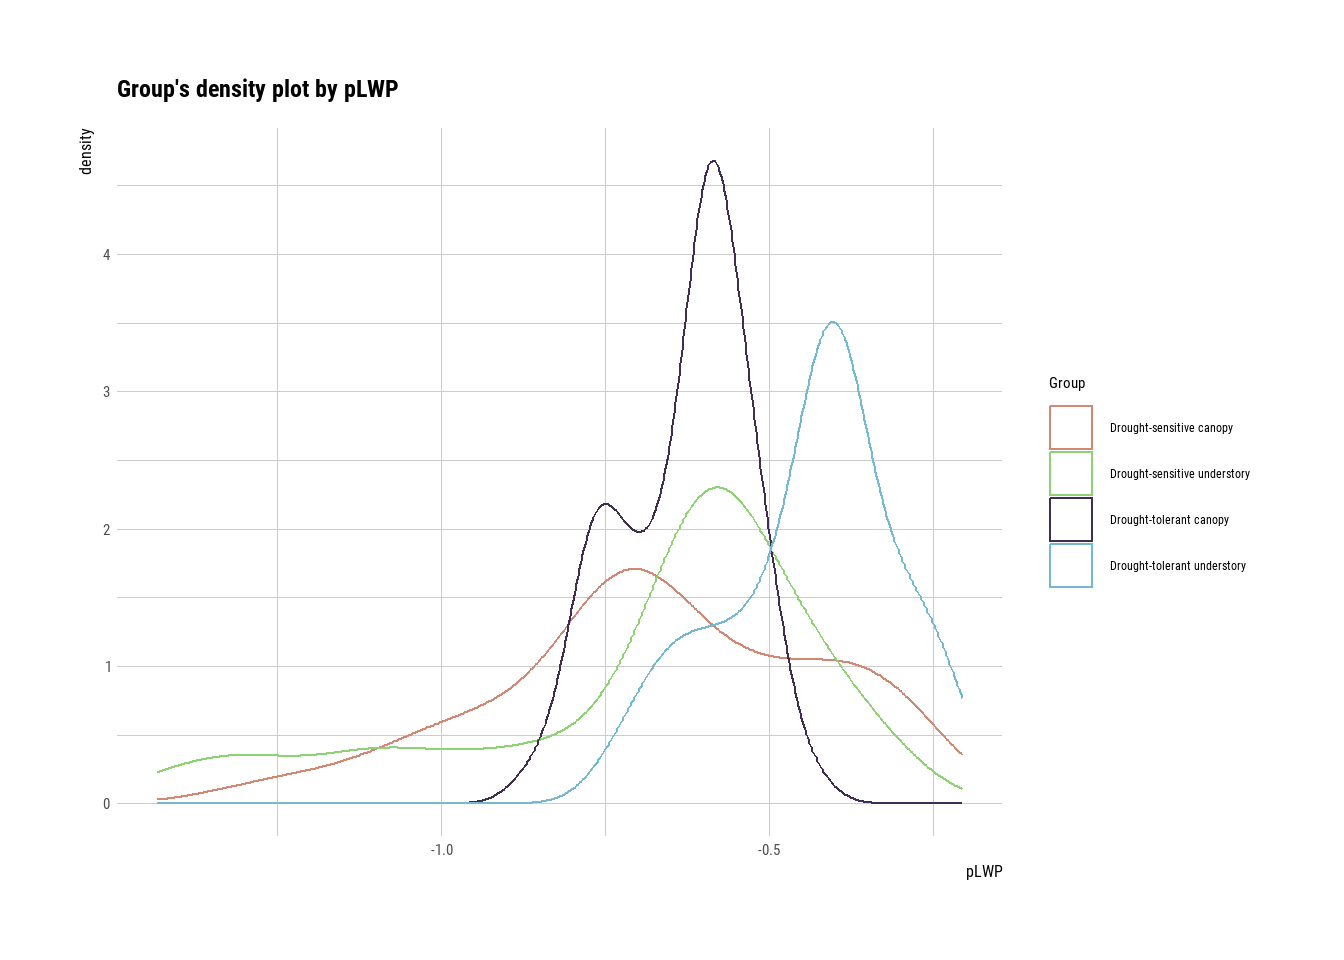 Group's density plot by pLWP
density
4
3
2
1
0
-1.0
-0.5
pLWP
Group
Drought-sensitive canopy
Drought-sensitive understory
Drought-tolerant canopy
Drought-tolerant understory